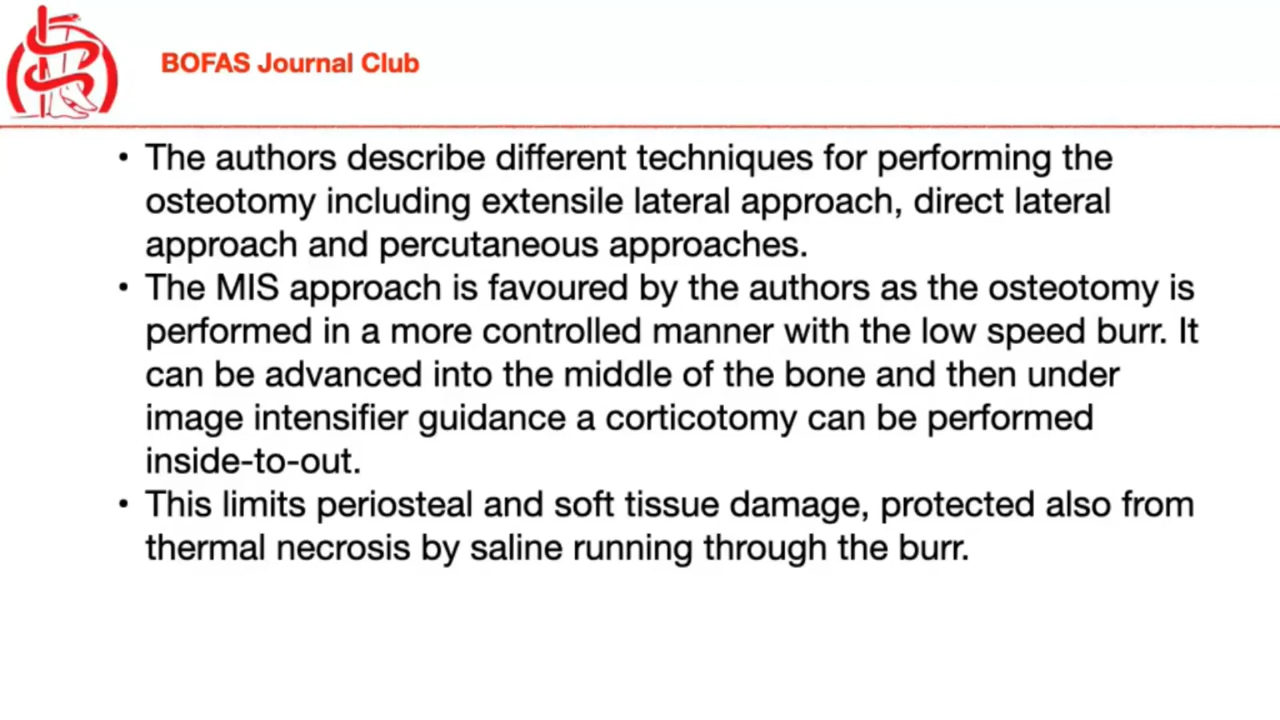 BOFAS Journal Club
• The authors describe different techniques for performing the
osteotomy including extensile lateral approach, direct lateral
approach and percutaneous approaches.
• The MIS approach is favoured by the authors as the osteotomy is
performed in a more controlled manner with the low speed burr. It
can be advanced into the middle of the bone and then under
image intensifier guidance a corticotomy can be performed
inside-to-out.
• This limits periosteal and soft tissue damage, protected also from
thermal necrosis by saline running through the burr.